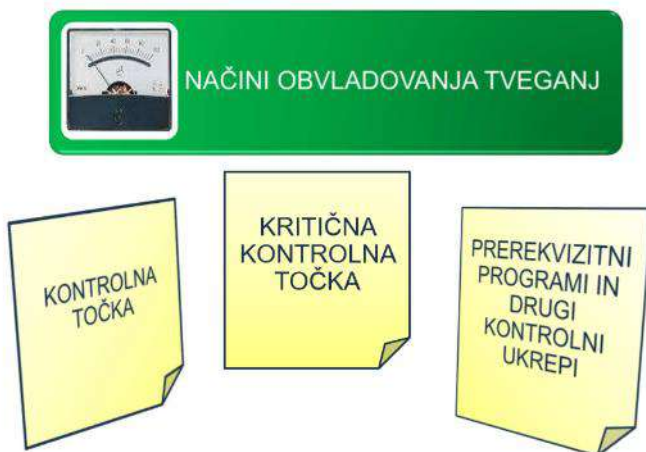 NAČINI OBVLADOVANJA TVEGANJ
KONTROLNA
TOČKA
KRITIČNA
KONTROLNA
TOČKA
PREREKVIZITNI
PROGRAMI IN
DRUGI
KONTROLNI
UKREPI